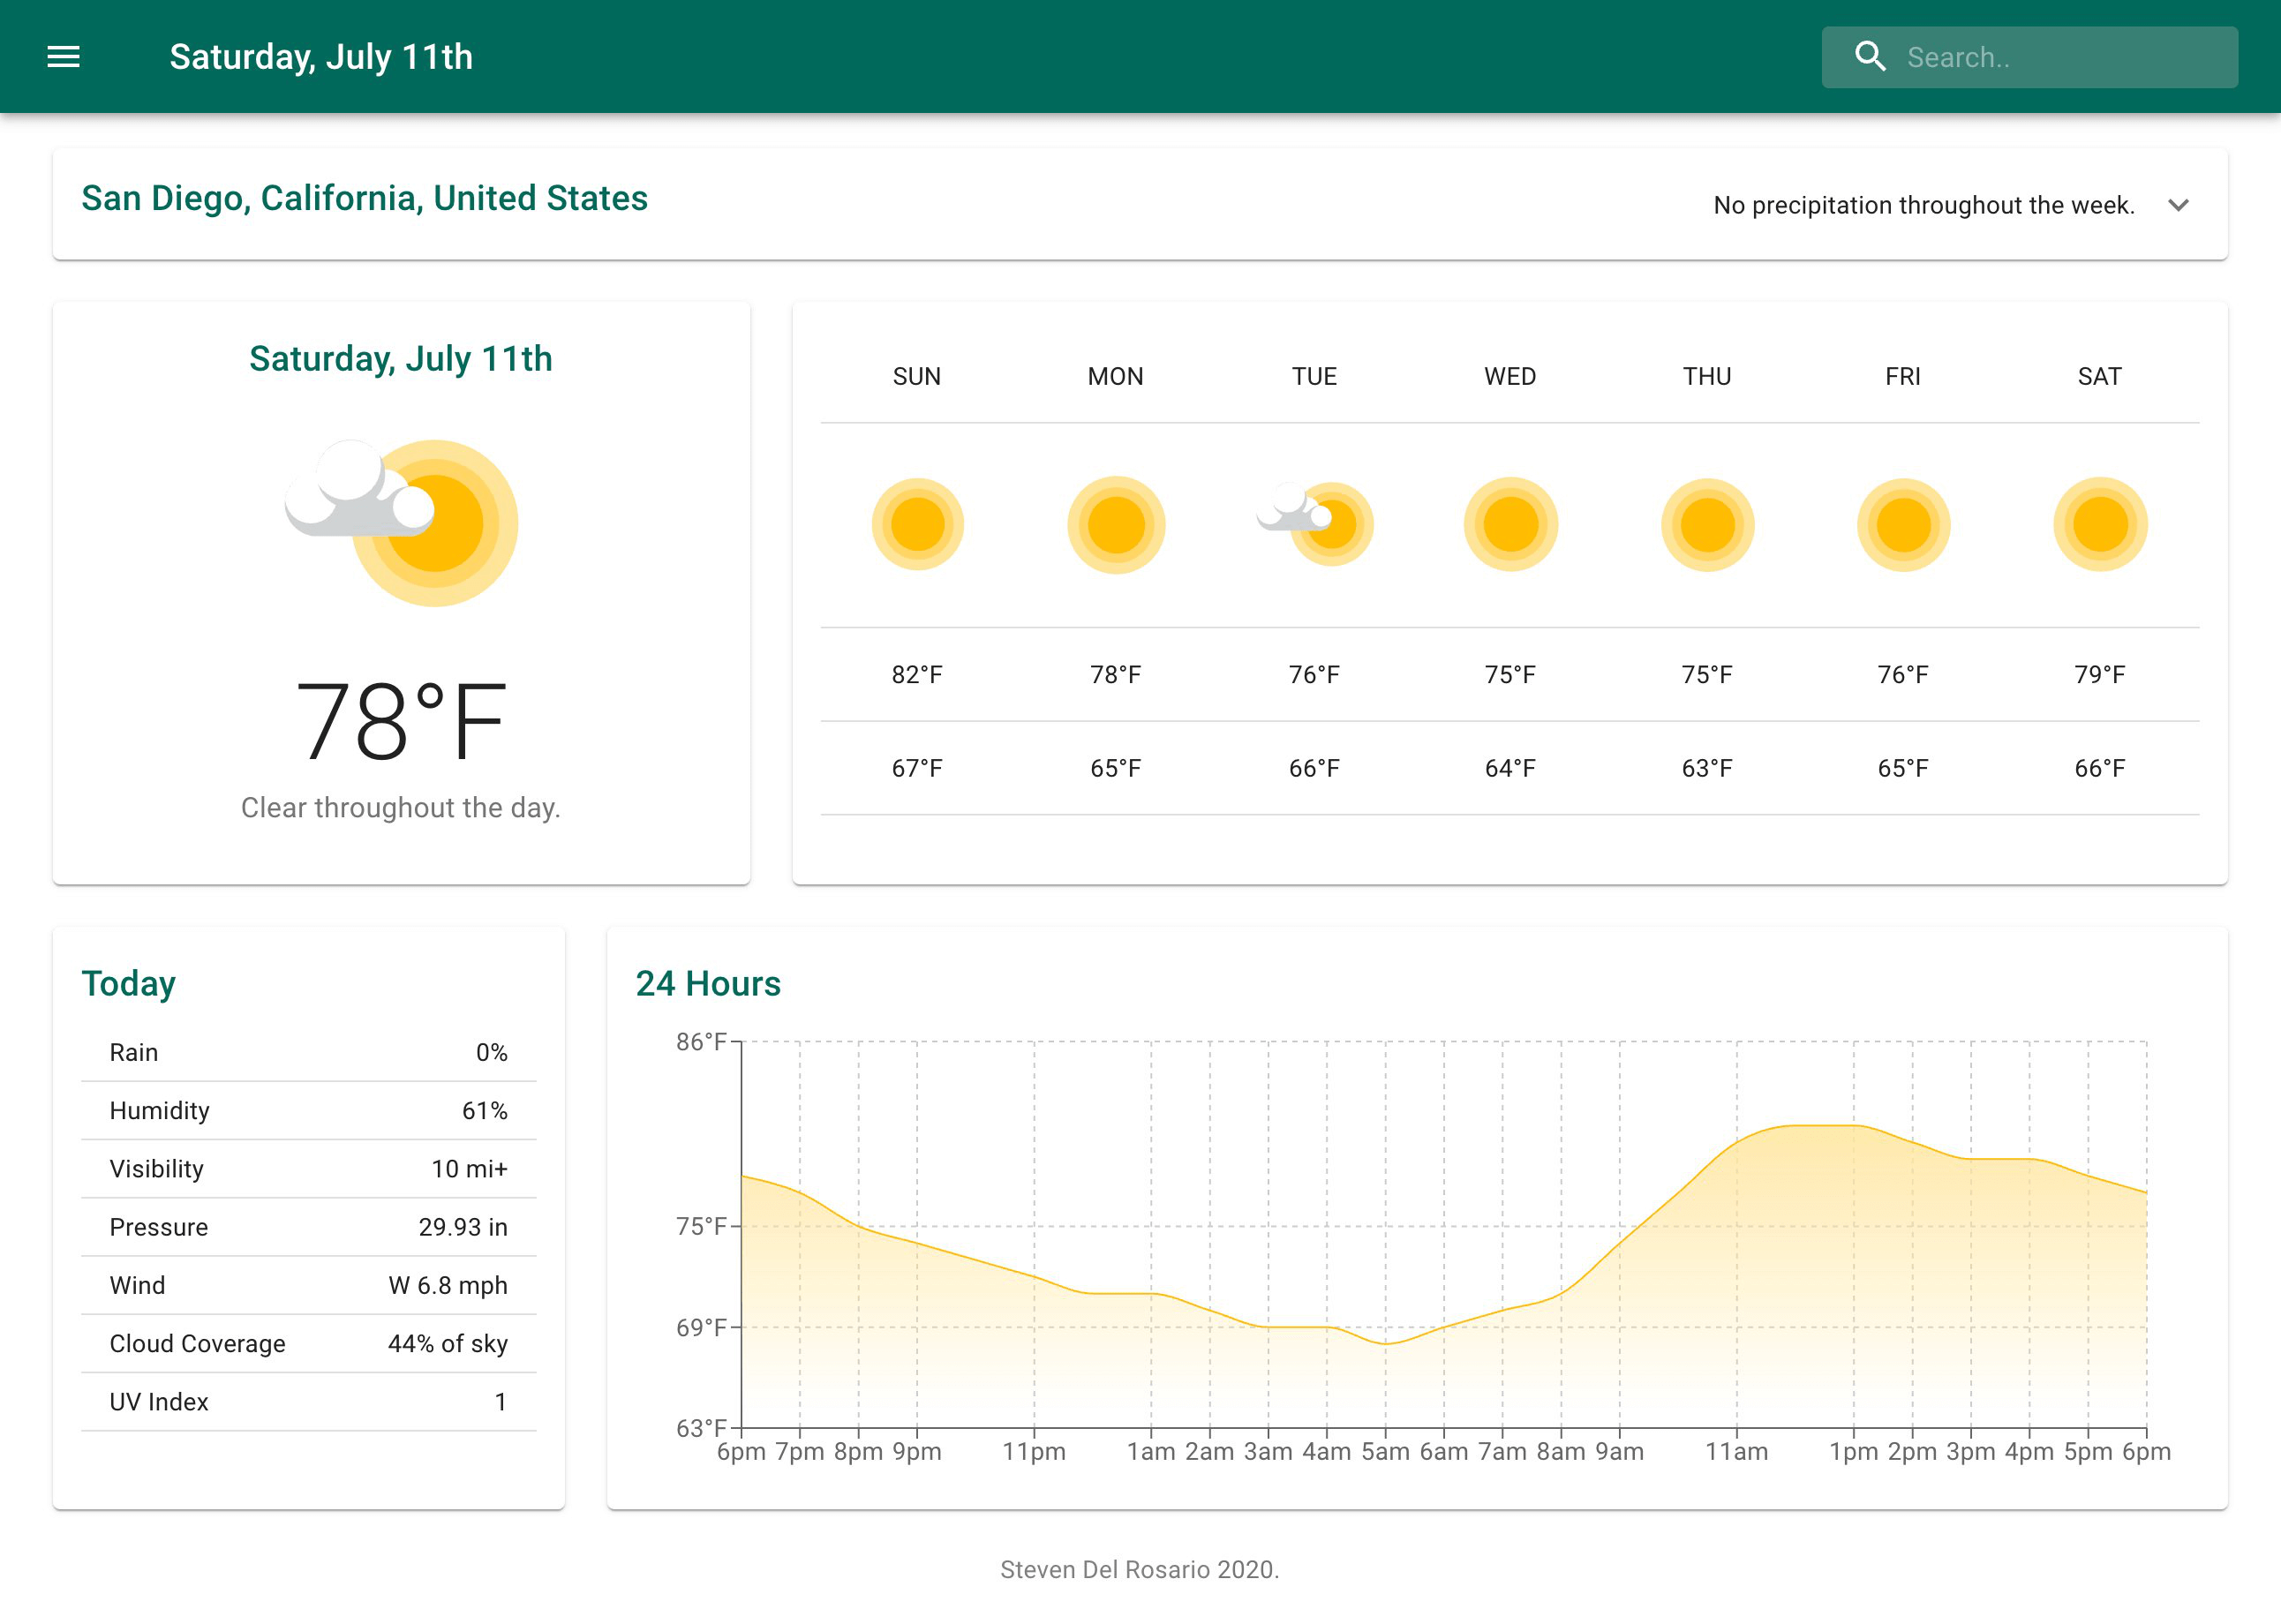 Saturday, July 11th
Search..
San Diego, California, United States
No precipitation throughout the week.
Saturday, July 11th
78°F
Clear throughout the day.
SUN MON TUE WED THU FRI SAT
82°F 78°F 76°F 75°F 75°F 76°F 79°F
67°F 65°F 66°F 64°F 63°F 65°F 66°F
Today
Rain 0%
Humidity 61%
Visibility 10 mi+
Pressure 29.93 in
Wind W 6.8 mph
Cloud Coverage 44% of sky
UV Index 1
24 Hours
86°F
75°F
69°F
63°F
6pm 7pm 8pm 9pm 11pm 1am 2am 3am 4am 5am 6am 7am 8am 9am 11am 1pm 2pm 3pm 4pm 5pm 6pm
Steven Del Rosario 2020.